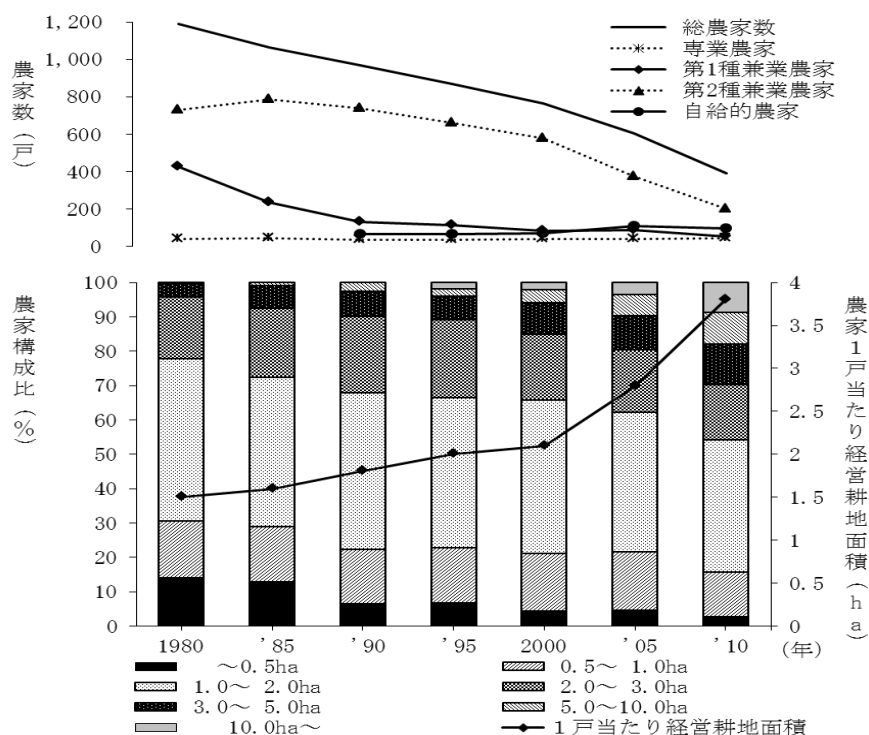 1,200
1,000
800
600
400
200
0
農家数(戸)
総農家数
専業農家
第1種兼業農家
第2種兼業農家
自給的農家
100
90
80
70
60
50
40
30
20
10
0
農家構成比(%)
4
3.5
3
2.5
2
1.5
1
0.5
0
農家1戸当たり経営耕地面積(ha)
1980 '85 '90 '95 2000 '05 '10 (年)
～0.5ha 0.5～ 1.0ha
1.0～ 2.0ha 2.0～ 3.0ha
3.0～ 5.0ha 5.0～10.0ha
10.0ha～ 1戸当たり経営耕地面積